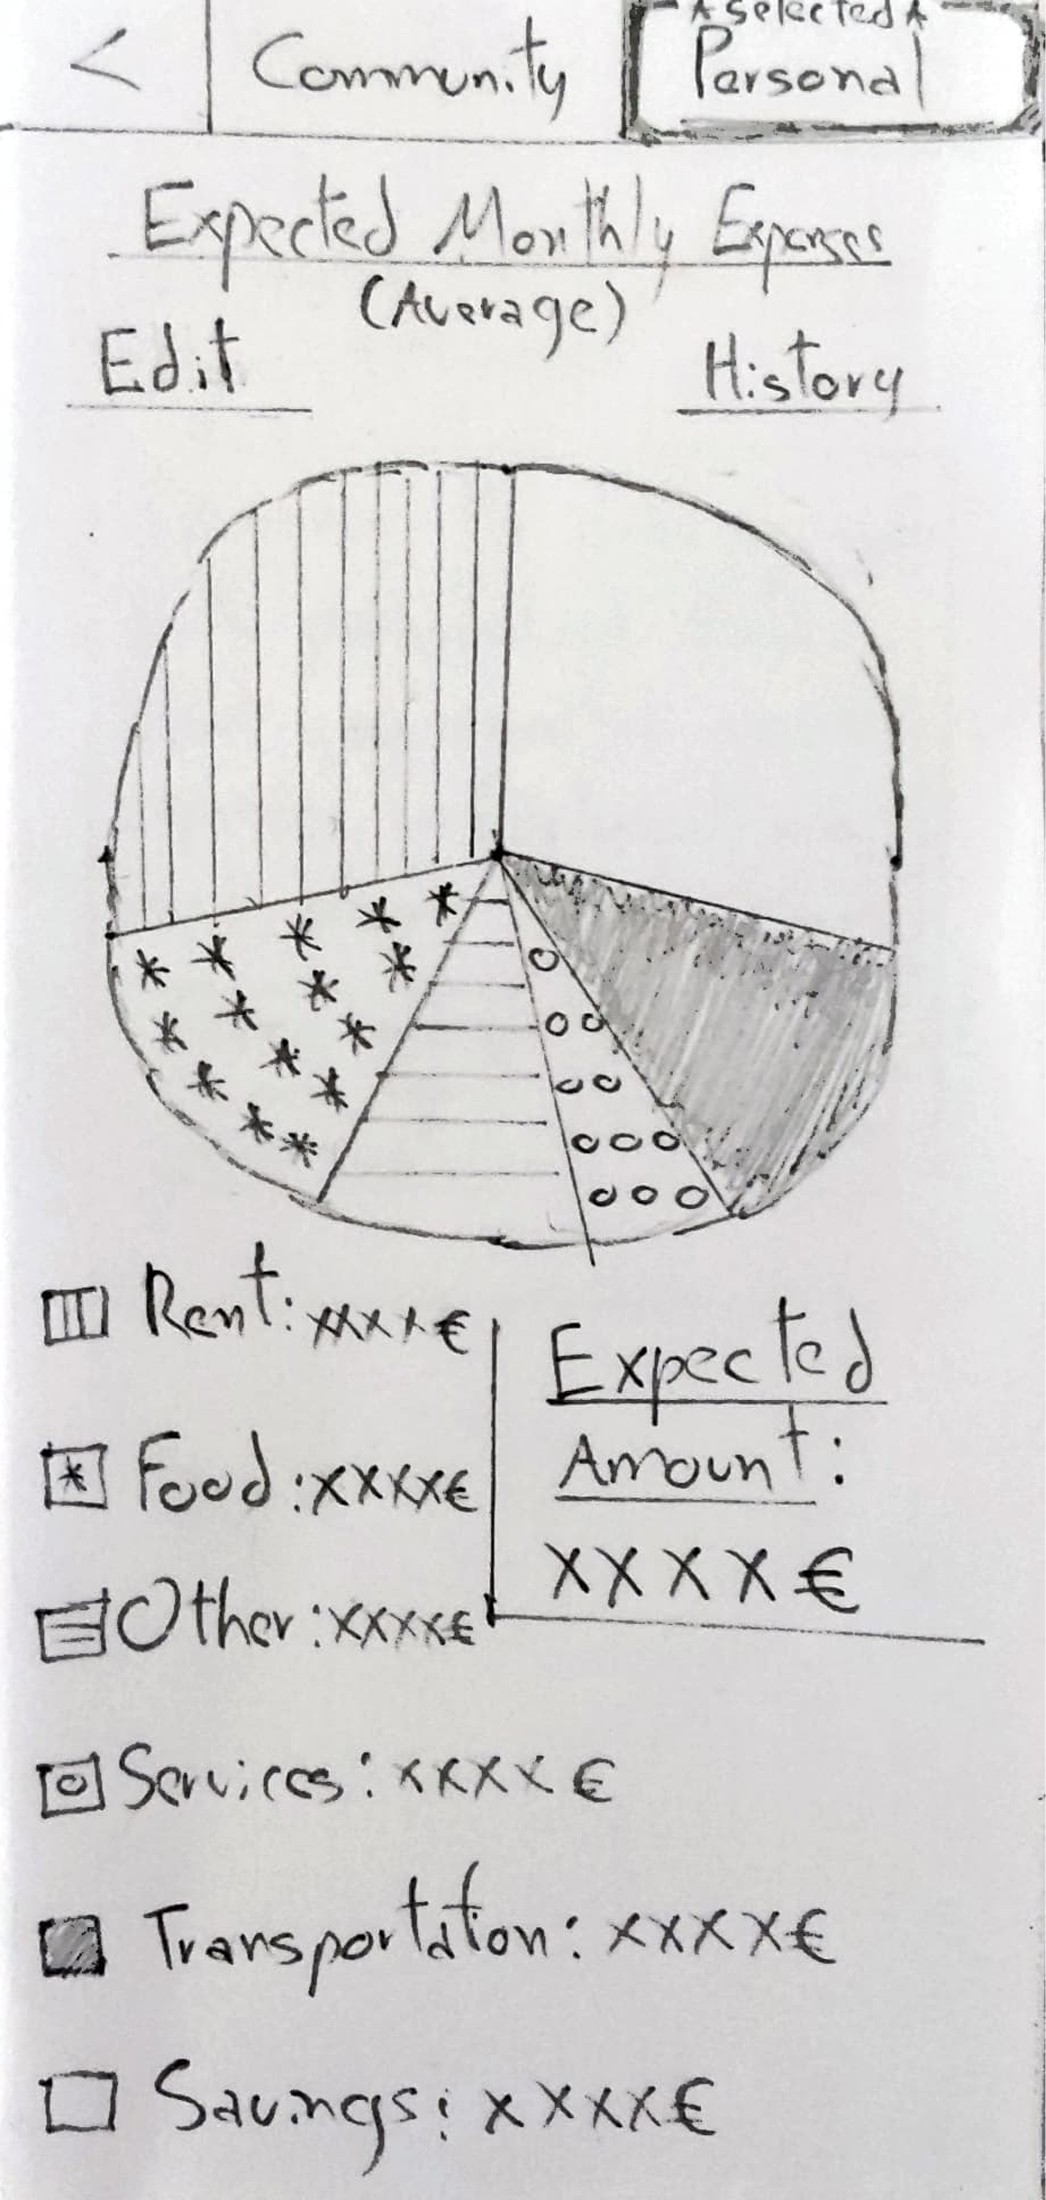 < Community *selected*
Personal
Expected Monthly Expenses
(Average)
Edit History
Rent: xxxx€
Food: xxxx€
Other: xxxx€
Expected
Amount:
xxxx€
Services: xxxx€
Transportation: xxxx€
Savings: xxxx€